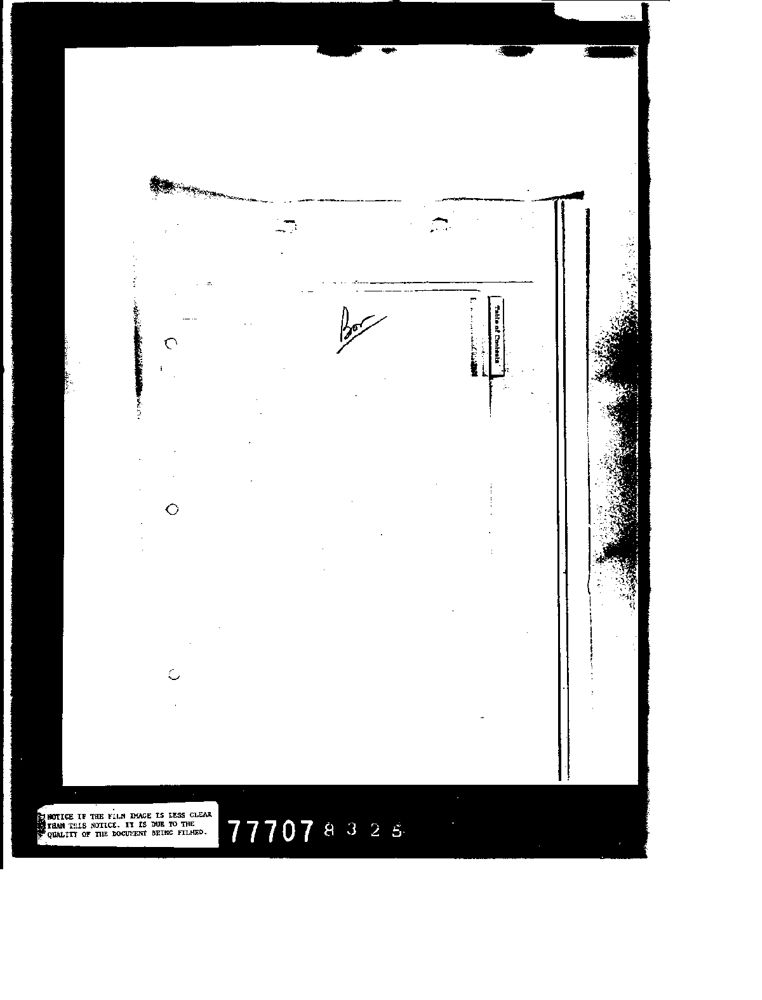 Table of Contents
NOTICE IF THE FILM IMAGE IS LESS CLEAR
THAN THIS NOTICE. IT IS DUE TO THE
QUALITY OF THE DOCUMENT BEING FILMED.
77707 8 3 2 5